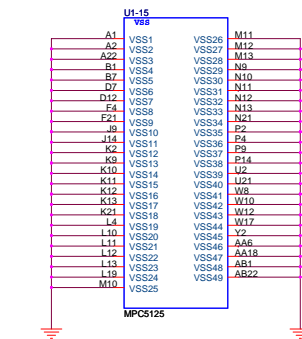 U1-15
VSS
A1 VSS1 VSS26 M11
A2 VSS2 VSS27 M12
A22 VSS3 VSS28 M13
B1 VSS4 VSS29 N9
B7 VSS5 VSS30 N10
D7 VSS6 VSS31 N11
D12 VSS7 VSS32 N12
F4 VSS8 VSS33 N13
F21 VSS9 VSS34 N21
J9 VSS10 VSS35 P2
J14 VSS11 VSS36 P4
K2 VSS12 VSS37 P9
K9 VSS13 VSS38 P14
K10 VSS14 VSS39 U2
K11 VSS15 VSS40 U21
K12 VSS16 VSS41 W8
K13 VSS17 VSS42 W10
K21 VSS18 VSS43 W12
L4 VSS19 VSS44 W17
L10 VSS20 VSS45 Y2
L11 VSS21 VSS46 AA6
L12 VSS22 VSS47 AA18
L13 VSS23 VSS48 AB1
L19 VSS24 VSS49 AB22
M10 VSS25
MPC5125